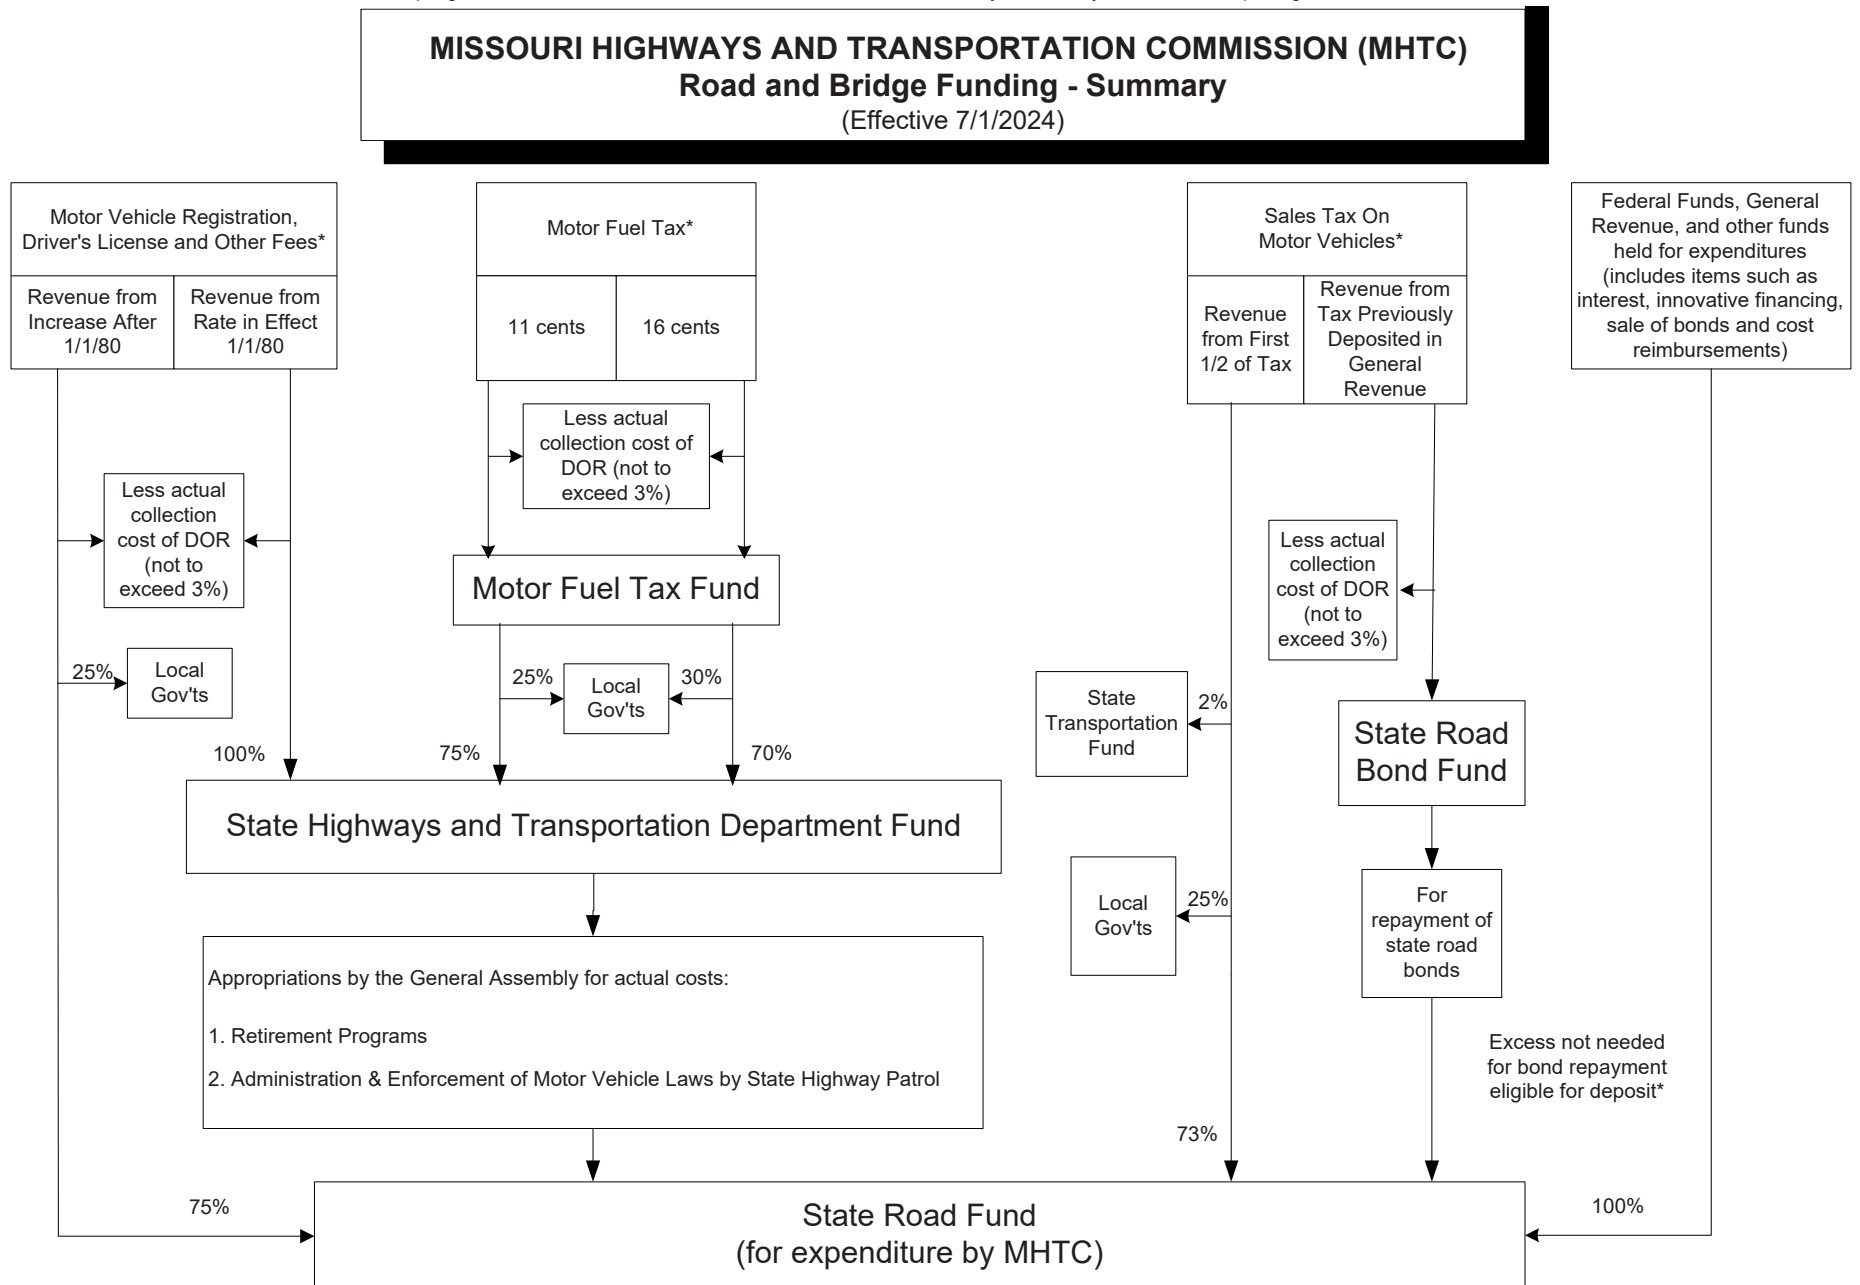 MISSOURI HIGHWAYS AND TRANSPORTATION COMMISSION (MHTC)
Road and Bridge Funding - Summary
(Effective 7/1/2024)
Motor Vehicle Registration,
Driver's License and Other Fees*
Revenue from
Increase After
1/1/80
Revenue from
Rate in Effect
1/1/80
Motor Fuel Tax*
11 cents
16 cents
Sales Tax On
Motor Vehicles*
Revenue
from First
1/2 of Tax
Revenue from
Tax Previously
Deposited in
General
Revenue
Federal Funds, General
Revenue, and other funds
held for expenditures
(includes items such as
interest, innovative financing,
sale of bonds and cost
reimbursements)
Less actual
collection cost of
DOR (not to
exceed 3%)
Less actual
collection
cost of DOR
(not to
exceed 3%)
Less actual
collection
cost of DOR
(not to
exceed 3%)
Motor Fuel Tax Fund
25%
Local
Gov'ts
25%
Local
Gov'ts
30%
State
Transportation
Fund
2%
State Road
Bond Fund
100%
75%
70%
State Highways and Transportation Department Fund
Local
Gov'ts
25%
For
repayment of
state road
bonds
Appropriations by the General Assembly for actual costs:
1. Retirement Programs
2. Administration & Enforcement of Motor Vehicle Laws by State Highway Patrol
Excess not needed
for bond repayment
eligible for deposit*
73%
75%
100%
State Road Fund
(for expenditure by MHTC)